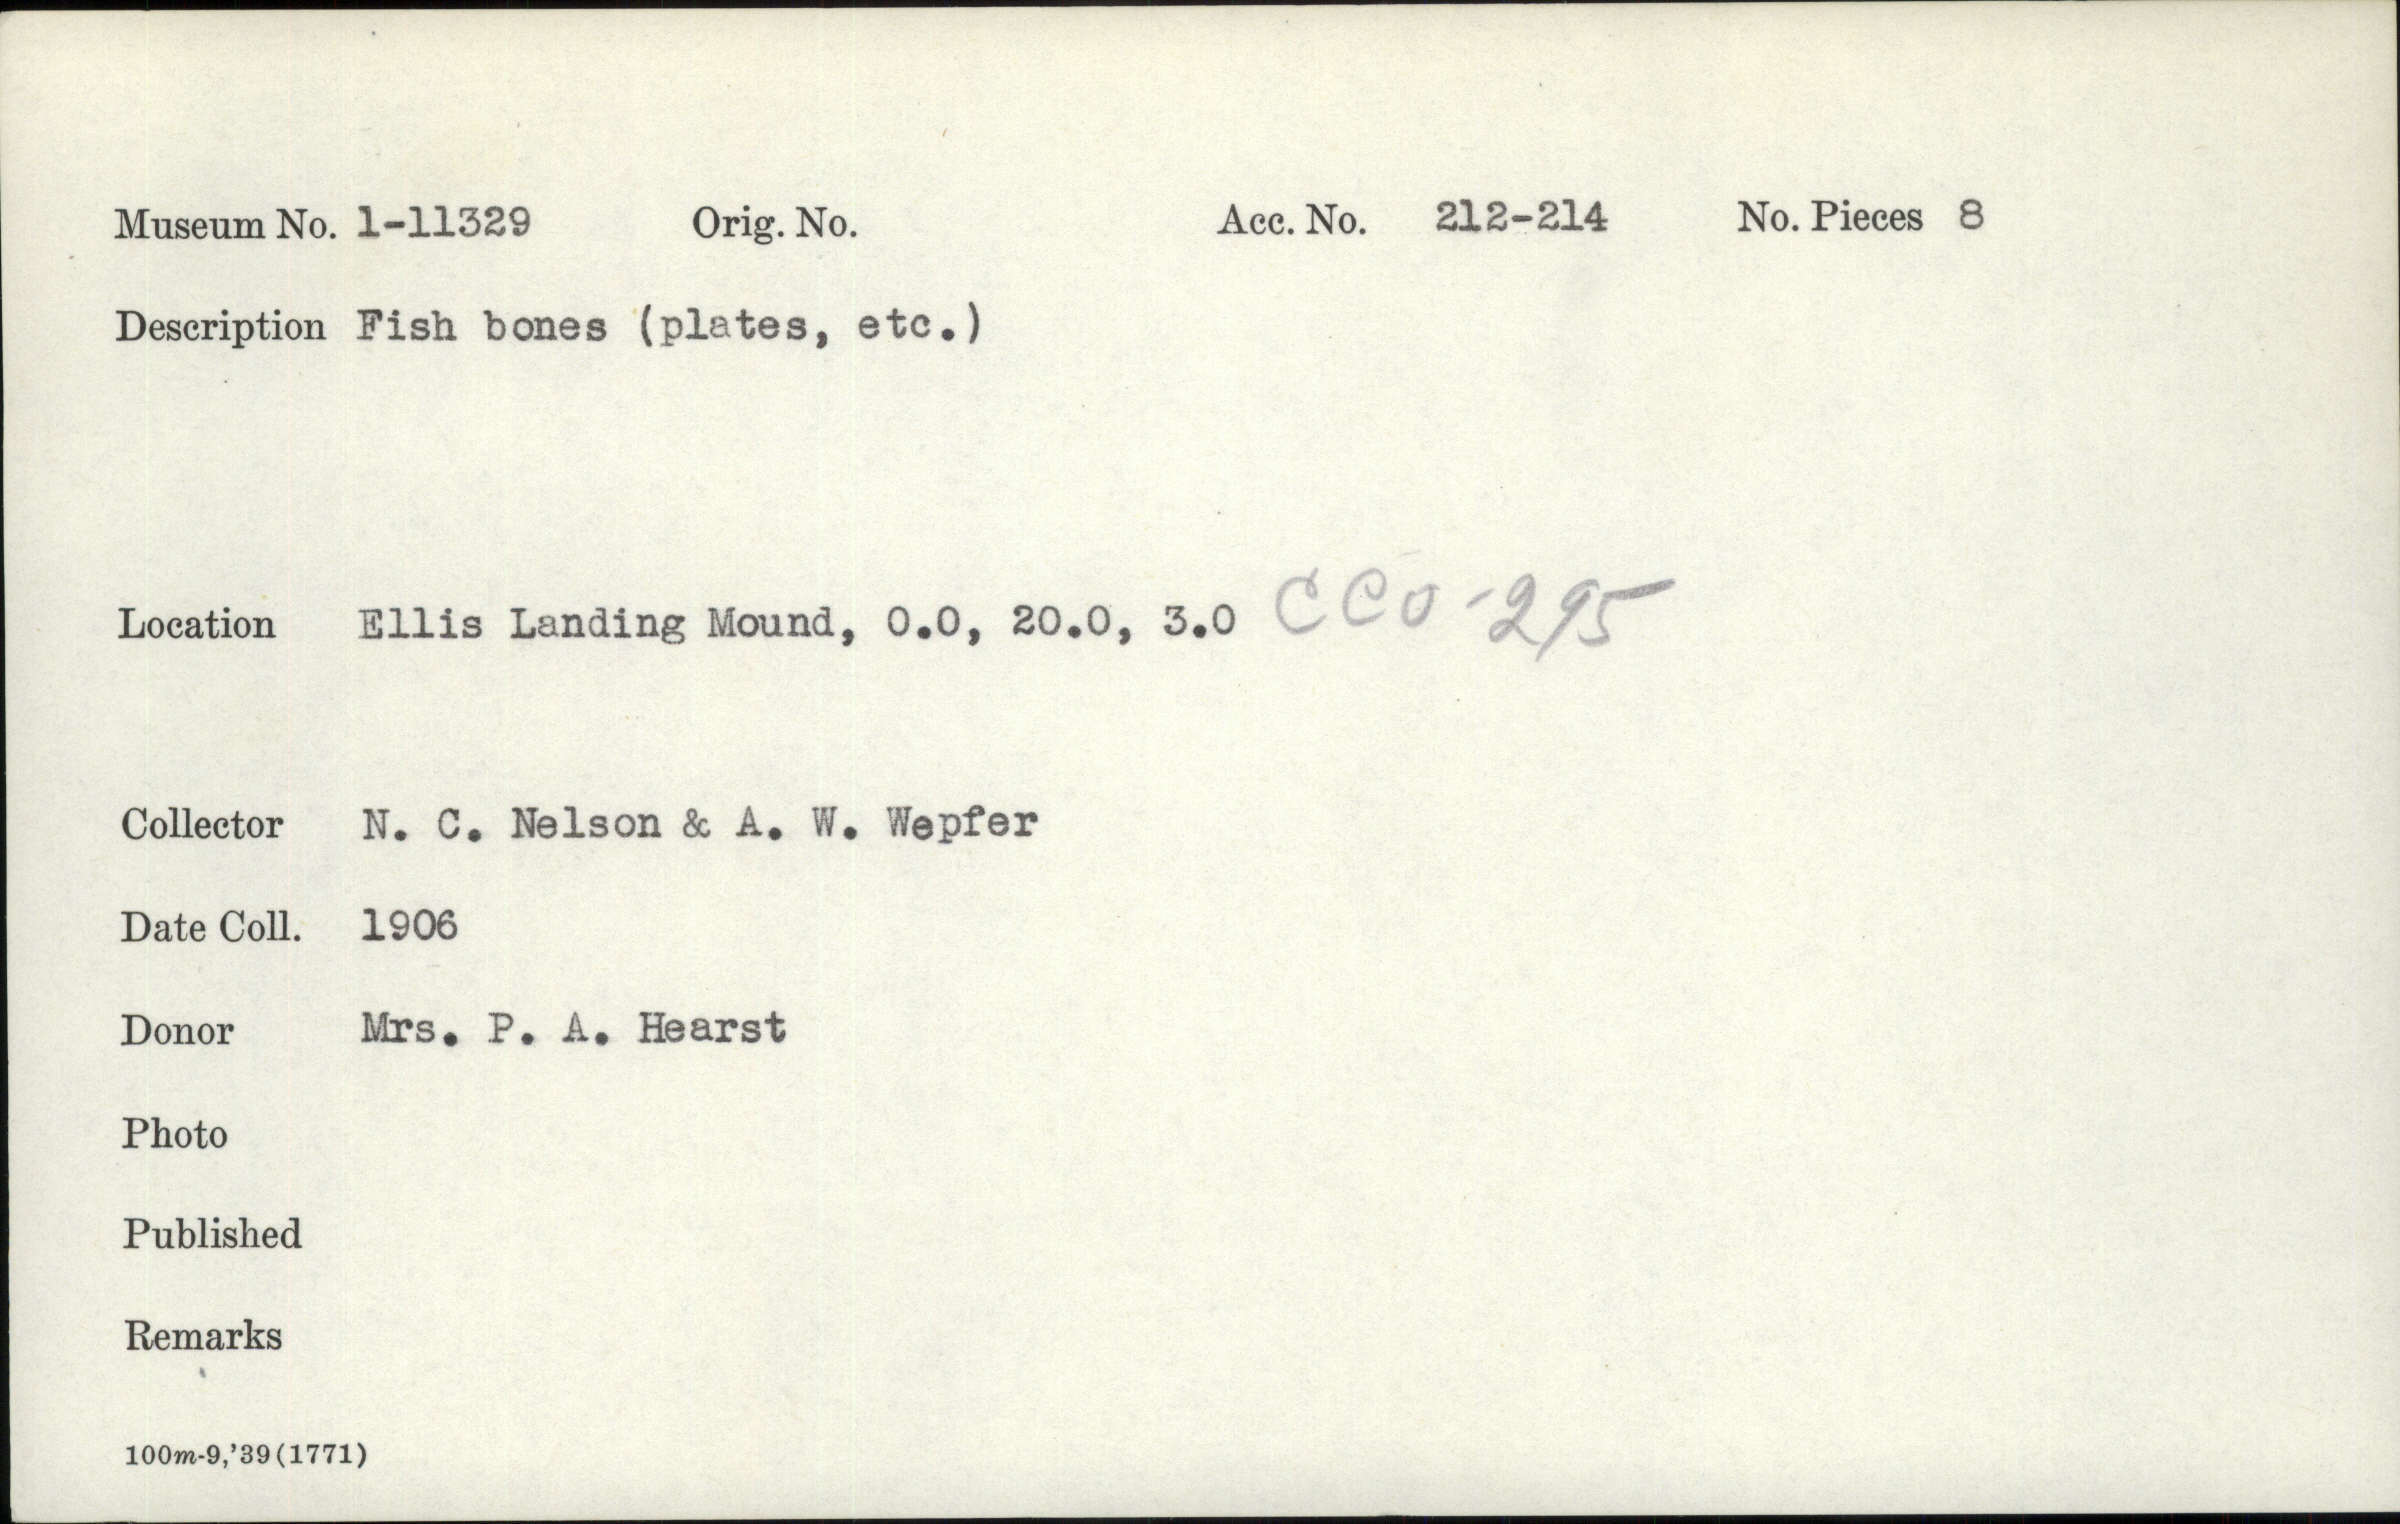 Museum No. 1-11329 Orig. No. Acc. No. 212-214 No. Pieces 8
Description Fish bones (plates, etc.)
Location Ellis Landing Mound, 0.0, 20.0, 3.0 CCO-295
Collector N. C. Nelson & A. W. Wepfer
Date Coll. 1906
Donor Mrs. P. A. Hearst
Photo
Published
Remarks
100m-9,'39(1771)